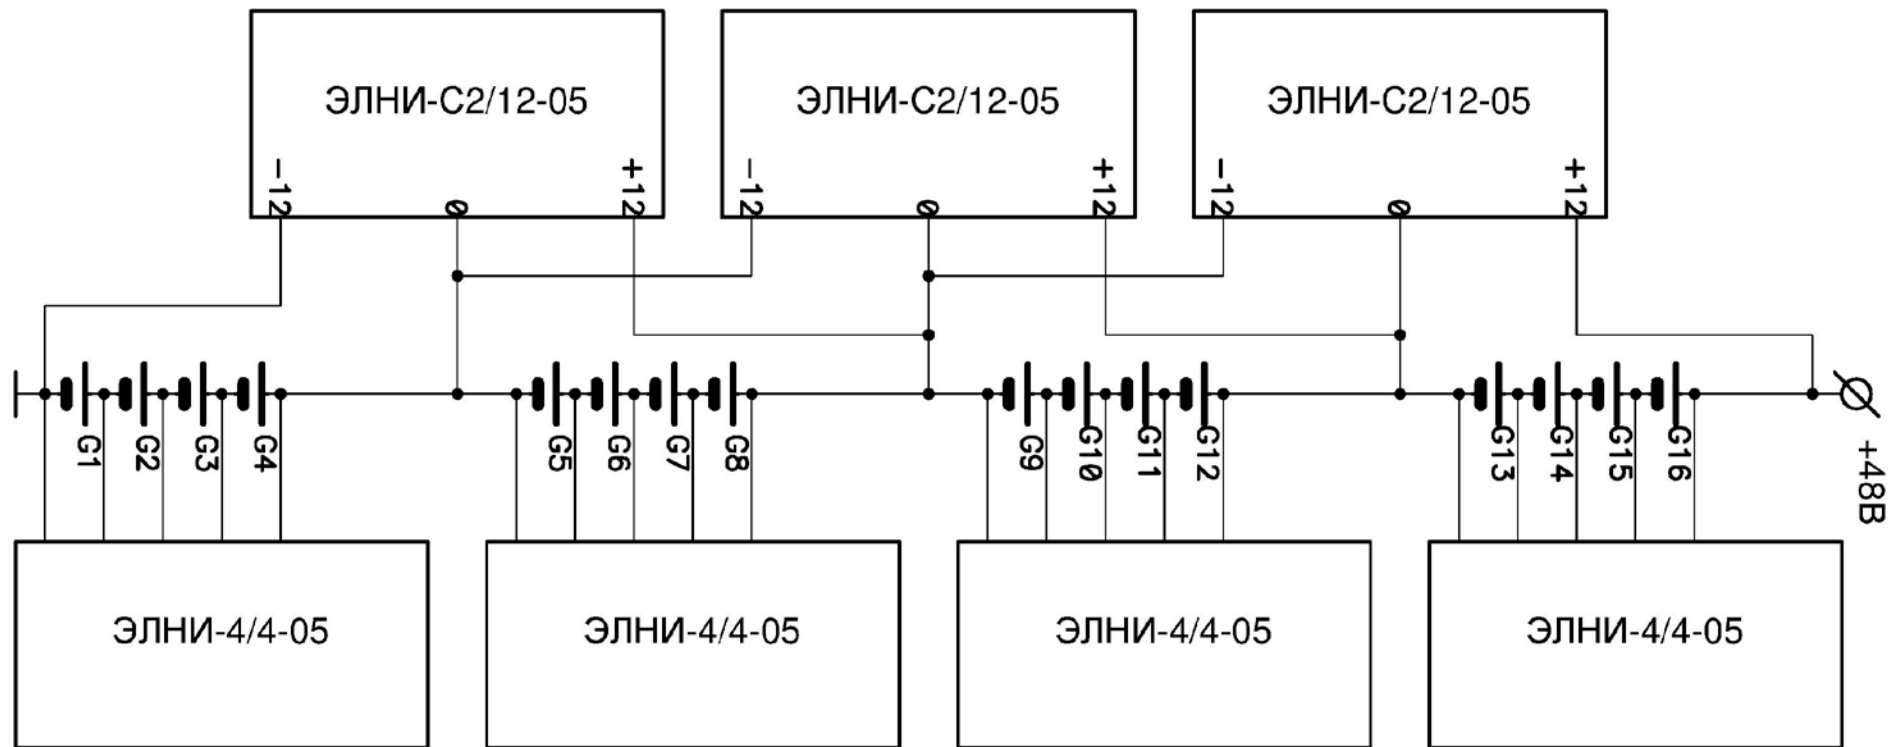 ЭЛНИ-С2/12-05
ЭЛНИ-С2/12-05
ЭЛНИ-С2/12-05
-12
0
+12
-12
0
+12
-12
0
+12
G1
G2
G3
G4
G5
G6
G7
G8
G9
G10
G11
G12
G13
G14
G15
G16
+48В
ЭЛНИ-4/4-05
ЭЛНИ-4/4-05
ЭЛНИ-4/4-05
ЭЛНИ-4/4-05